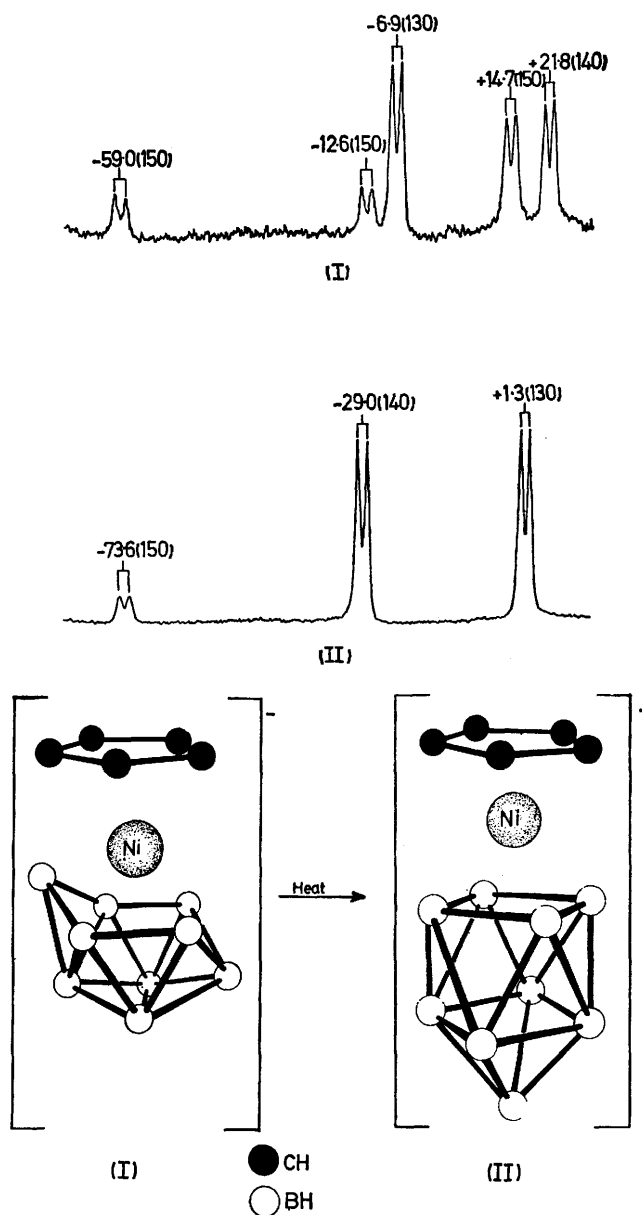 -6·9(130)
+21·8(140)
+14·7(150)
-59·0(150)
-12·6(150)
(I)
-29·0(140)
+1·3(130)
-73·6(150)
(II)
Ni
Ni
Heat
-
-
(I)
CH
BH
(II)